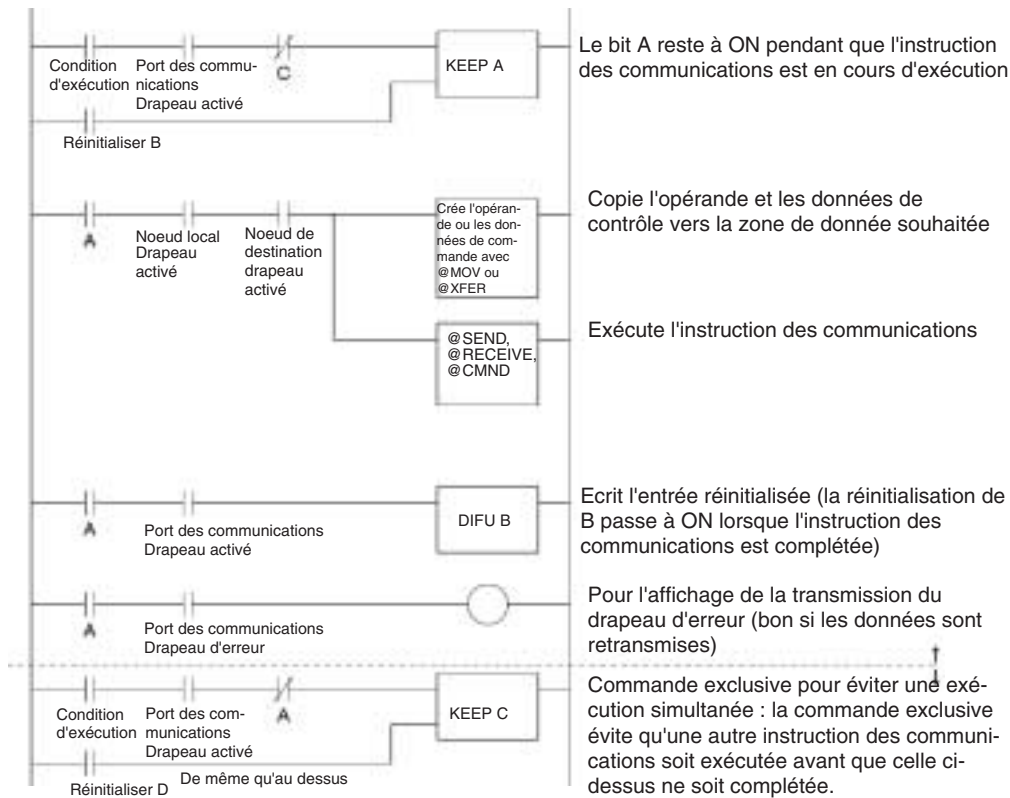 Condition
d'exécution
Port des commu-
nications
Drapeau activé
C
KEEP A
Le bit A reste à ON pendant que l'instruction
des communications est en cours d'exécution
Réinitialiser B
A
Noeud local
Drapeau
activé
Noeud de
destination
drapeau
activé
Crée l'opéran-
de ou les don-
nées de com-
mande avec
@MOV ou
@XFER
Copie l'opérande et les données de
contrôle vers la zone de donnée souhaitée
@SEND,
@RECEIVE,
@CMND
Exécute l'instruction des communications
A
Port des communications
Drapeau activé
DIFU B
Ecrit l'entrée réinitialisée (la réinitialisation de
B passe à ON lorsque l'instruction des
communications est complétée)
A
Port des communications
Drapeau d'erreur
Pour l'affichage de la transmission du
drapeau d'erreur (bon si les données sont
retransmises)
Condition
d'exécution
Port des com-
munications
Drapeau activé
A
KEEP C
Commande exclusive pour éviter une exé-
cution simultanée : la commande exclusive
évite qu'une autre instruction des communi-
cations soit exécutée avant que celle ci-
dessus ne soit complétée.
Réinitialiser D
De même qu'au dessus